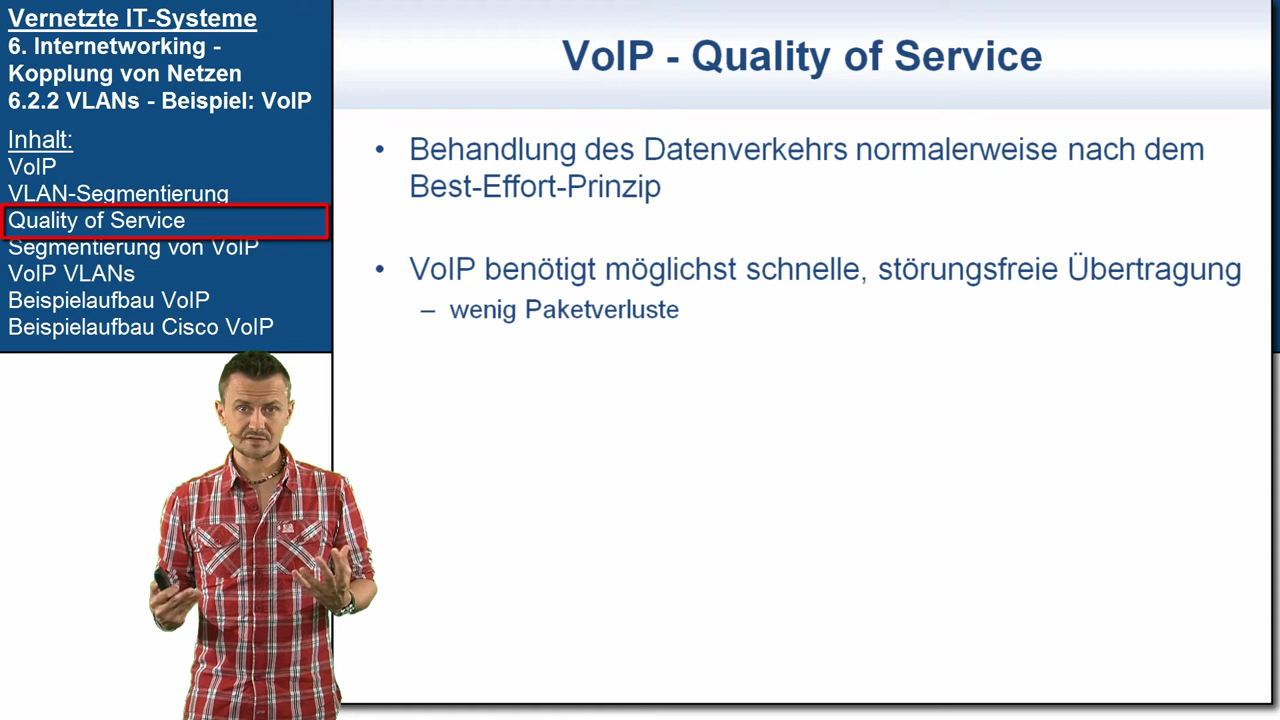 Vernetzte IT-Systeme
6. Internetworking -
Kopplung von Netzen
6.2.2 VLANs - Beispiel: VoIP
Inhalt:
VoIP
VLAN-Segmentierung
Quality of Service
Segmentierung von VoIP
VoIP VLANs
Beispielaufbau VoIP
Beispielaufbau Cisco VoIP
VoIP - Quality of Service
• Behandlung des Datenverkehrs normalerweise nach dem
Best-Effort-Prinzip
• VoIP benötigt möglichst schnelle, störungsfreie Übertragung
– wenig Paketverluste